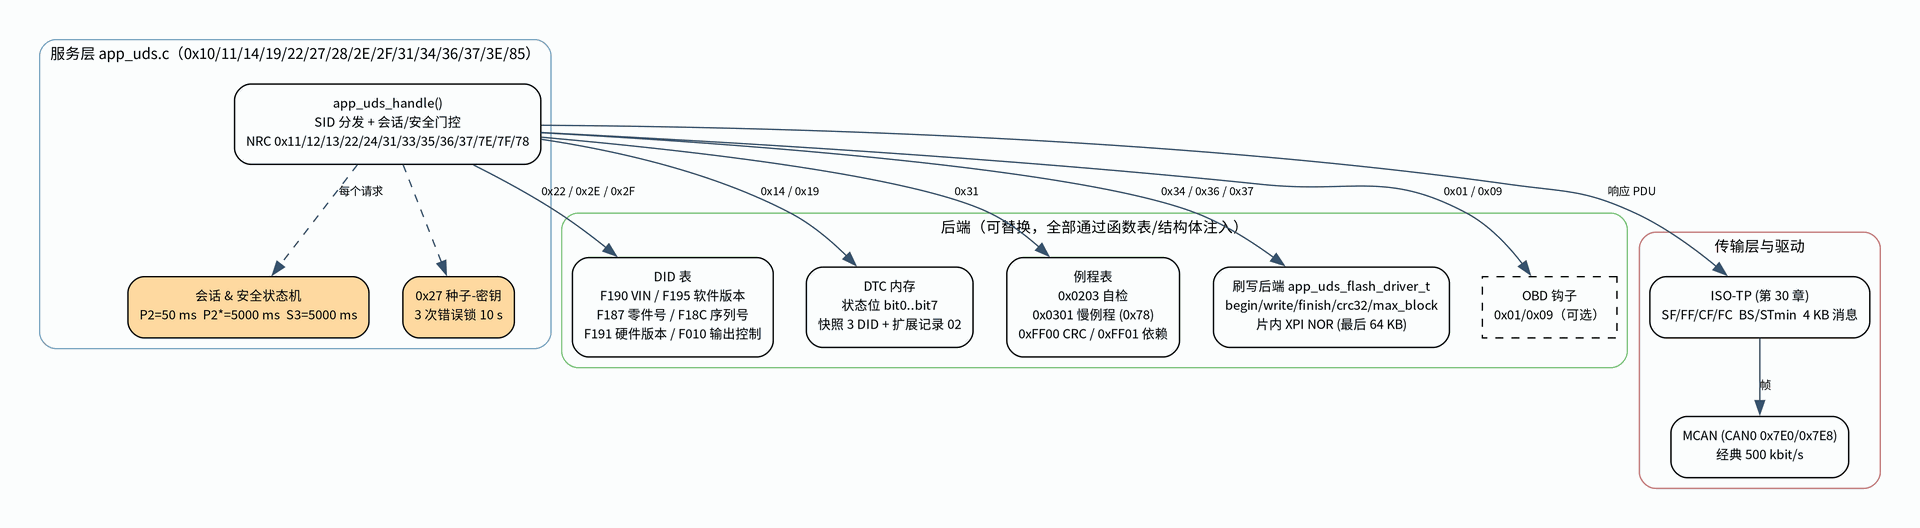 服务层 app_uds.c（0x10/11/14/19/22/27/28/2E/2F/31/34/36/37/3E/85）
app_uds_handle()
SID 分发 + 会话/安全门控
NRC 0x11/12/13/22/24/31/33/35/36/37/7E/7F/78
每个请求
0x22 / 0x2E / 0x2F
0x14 / 0x19
0x31
0x34 / 0x36 / 0x37
0x01 / 0x09
响应 PDU
会话 & 安全状态机
P2=50 ms  P2*=5000 ms  S3=5000 ms
0x27 种子-密钥
3 次错误锁 10 s
后端（可替换，全部通过函数表/结构体注入）
DID 表
F190 VIN / F195 软件版本
F187 零件号 / F18C 序列号
F191 硬件版本 / F010 输出控制
DTC 内存
状态位 bit0..bit7
快照 3 DID + 扩展记录 02
例程表
0x0203 自检
0x0301 慢例程 (0x78)
0xFF00 CRC / 0xFF01 依赖
刷写后端 app_uds_flash_driver_t
begin/write/finish/crc32/max_block
片内 XPI NOR (最后 64 KB)
OBD 钩子
0x01/0x09（可选）
传输层与驱动
ISO-TP (第 30 章)
SF/FF/CF/FC  BS/STmin  4 KB 消息
帧
MCAN (CAN0 0x7E0/0x7E8)
经典 500 kbit/s